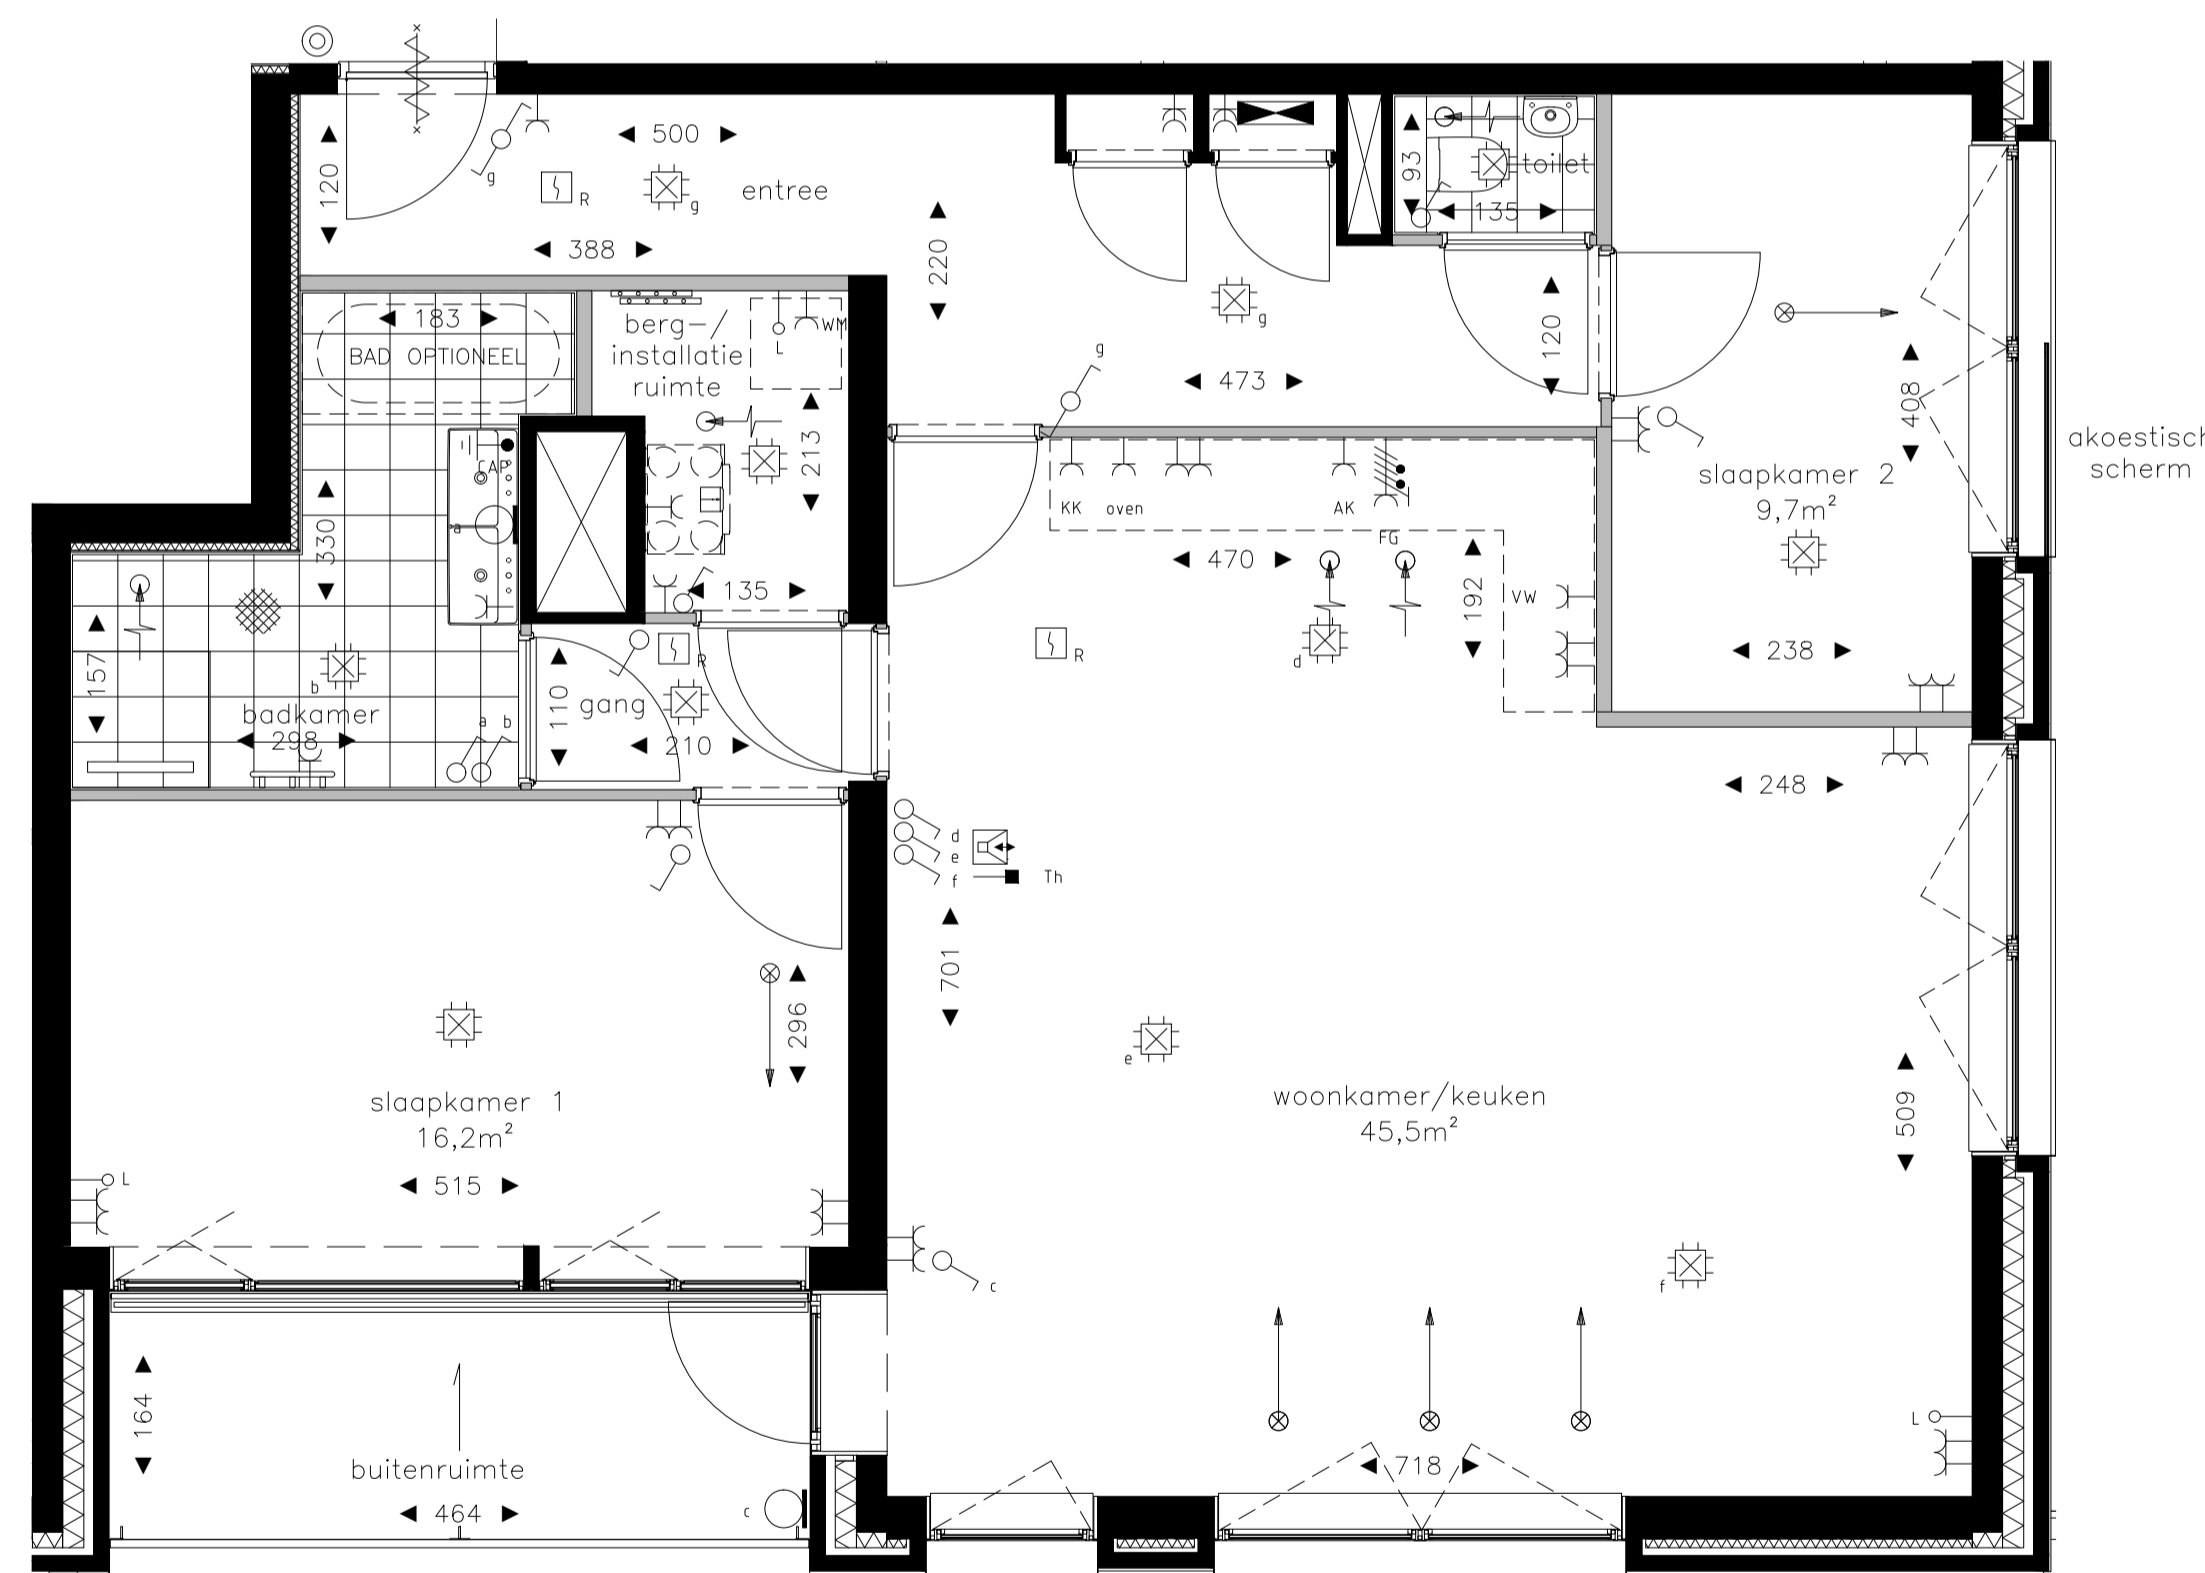 500
120
g
R
g
entree
388
220
93
toilet
135
183
BAD OPTIONEEL
berg-/
installatie
ruimte
WM
L
g
473
g
120
408
akoestisch
scherm
CAP
a
330
213
135
KK
oven
AK
FG
470
192
VW
slaapkamer 2
9,7m²
238
157
b
badkamer
298
a
b
110
gang
R
210
R
d
248
d
e
f
Th
701
296
e
slaapkamer 1
16,2m²
515
L
woonkamer/keuken
45,5m²
509
c
f
164
buitenruimte
464
c
718
L